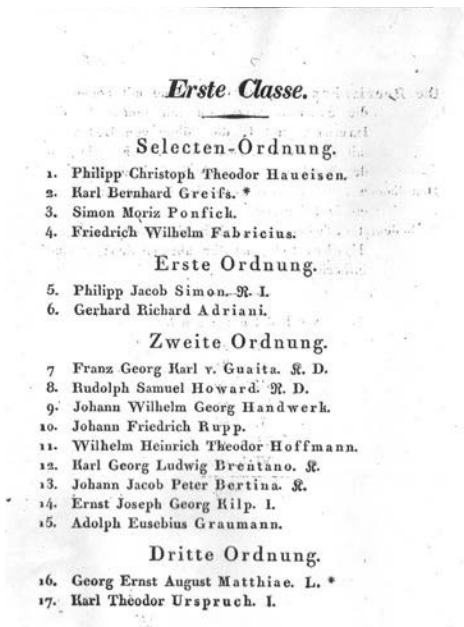 Erste Classe.
Selecten-Ordnung.
1. Philipp Christoph Theodor Haueisen.
2. Karl Bernhard Greifs. *
3. Simon Moriz Ponfick.
4. Friedrich Wilhelm Fabricius.
Erste Ordnung.
5. Philipp Jacob Simon. R. I.
6. Gerhard Richard Adriani.
Zweite Ordnung.
7 Franz Georg Karl v. Guaita. K. D.
8. Rudolph Samuel Howard. R. D.
9. Johann Wilhelm Georg Handwerk.
10. Johann Friedrich Rupp.
11. Wilhelm Heinrich Theodor Hoffmann.
12. Karl Georg Ludwig Brentano. K.
13. Johann Jacob Peter Bertina. K.
14. Ernst Joseph Georg Kilp. I.
15. Adolph Eusebius Graumann.
Dritte Ordnung.
16. Georg Ernst August Matthiae. L. *
17. Karl Theodor Urspruch. I.